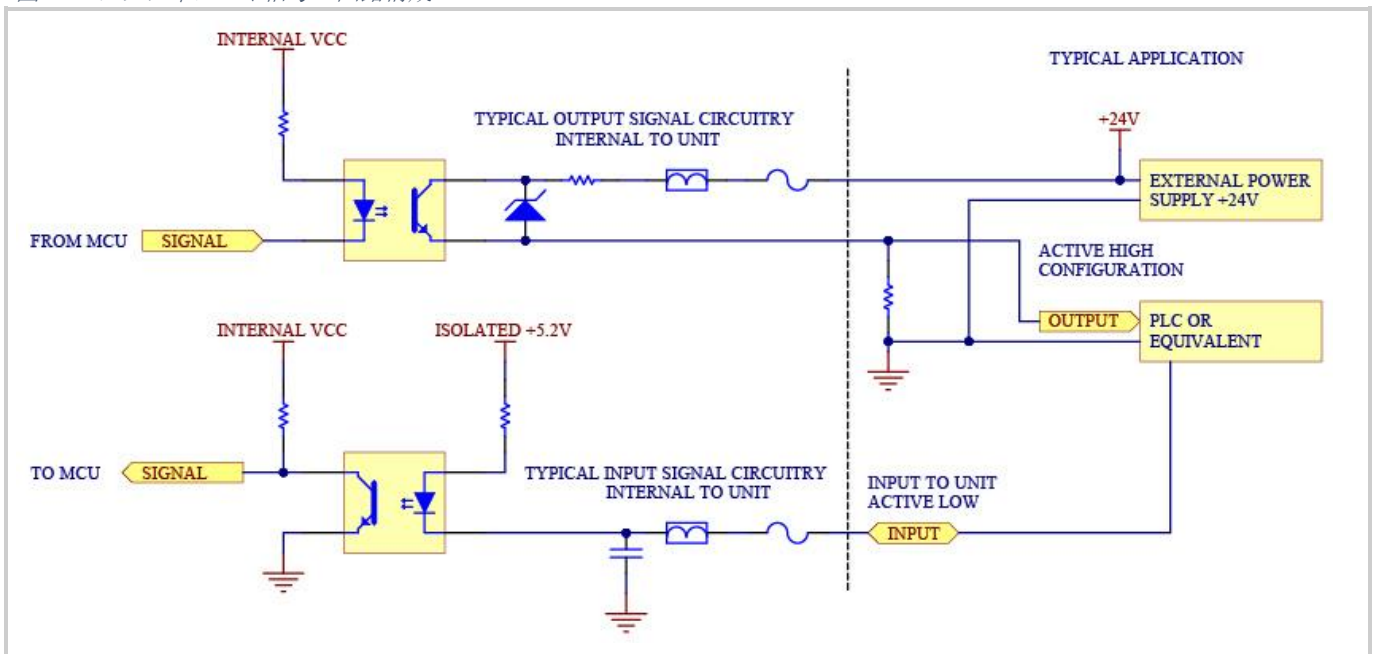 INTERNAL VCC
TYPICAL APPLICATION
TYPICAL OUTPUT SIGNAL CIRCUITRY
INTERNAL TO UNIT
+24V
EXTERNAL POWER
SUPPLY +24V
FROM MCU
SIGNAL
ACTIVE HIGH
CONFIGURATION
OUTPUT
PLC OR
EQUIVALENT
INTERNAL VCC
ISOLATED +5.2V
TO MCU
SIGNAL
TYPICAL INPUT SIGNAL CIRCUITRY
INTERNAL TO UNIT
INPUT TO UNIT
ACTIVE LOW
INPUT